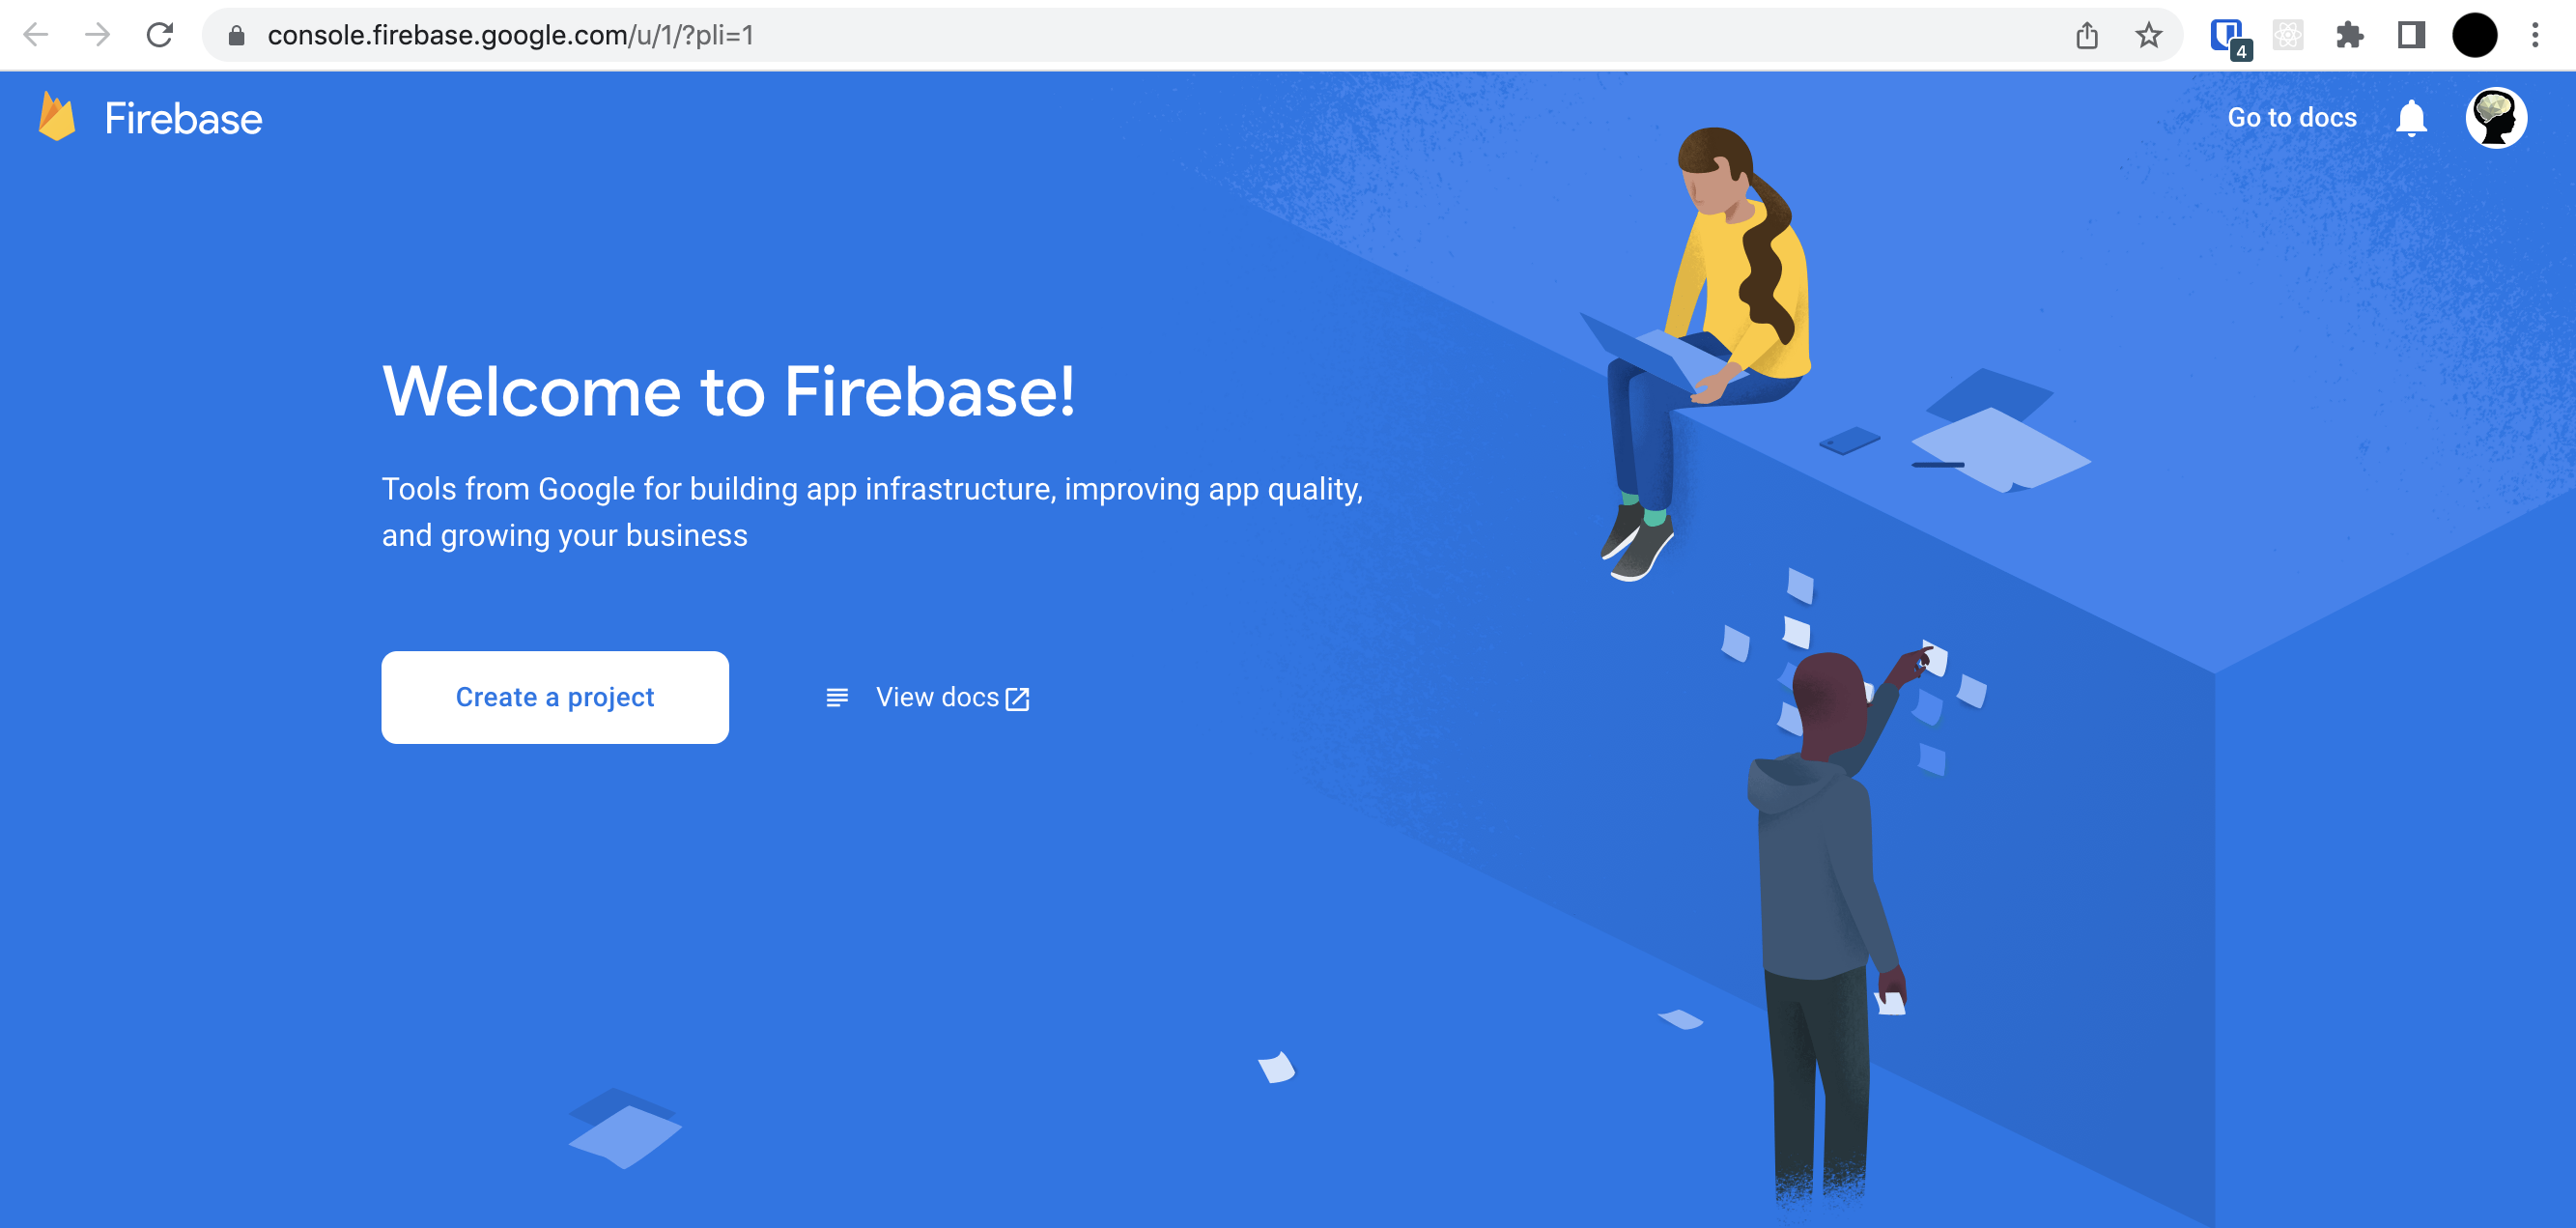 console.firebase.google.com/u/1/?pli=1
4
Firebase
Go to docs
Welcome to Firebase!
Tools from Google for building app infrastructure, improving app quality,
and growing your business
Create a project
View docs